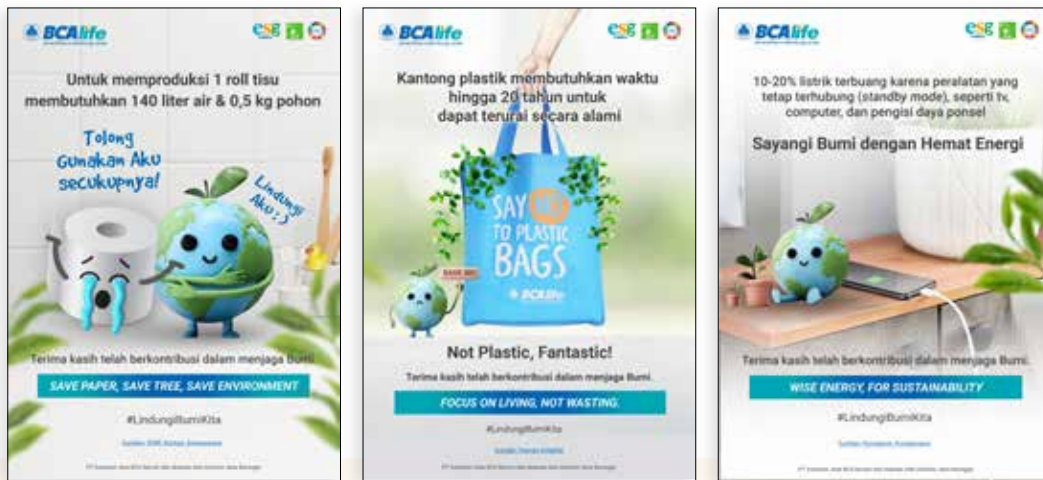 BCAlife
esg
Untuk memproduksi 1 roll tisu
membutuhkan 140 liter air & 0,5 kg pohon
Tolong
Gunakan Aku
secukupnya!
Lindungi
Aku :)
Terima kasih telah berkontribusi dalam menjaga Bumi.
SAVE PAPER, SAVE TREE, SAVE ENVIRONMENT
#LindungiBumiKita
BCAlife
esg
Kantong plastik membutuhkan waktu
hingga 20 tahun untuk
dapat terurai secara alami
SAY NO
TO PLASTIC
BAGS
BCAlife
Not Plastic, Fantastic!
Terima kasih telah berkontribusi dalam menjaga Bumi.
FOCUS ON LIVING, NOT WASTING.
#LindungiBumiKita
BCAlife
esg
10-20% listrik terbuang karena peralatan yang
tetap terhubung (standby mode), seperti tv,
computer, dan pengisi daya ponsel
Sayangi Bumi dengan Hemat Energi
Terima kasih telah berkontribusi dalam menjaga Bumi.
WISE ENERGY, FOR SUSTAINABILITY
#LindungiBumiKita